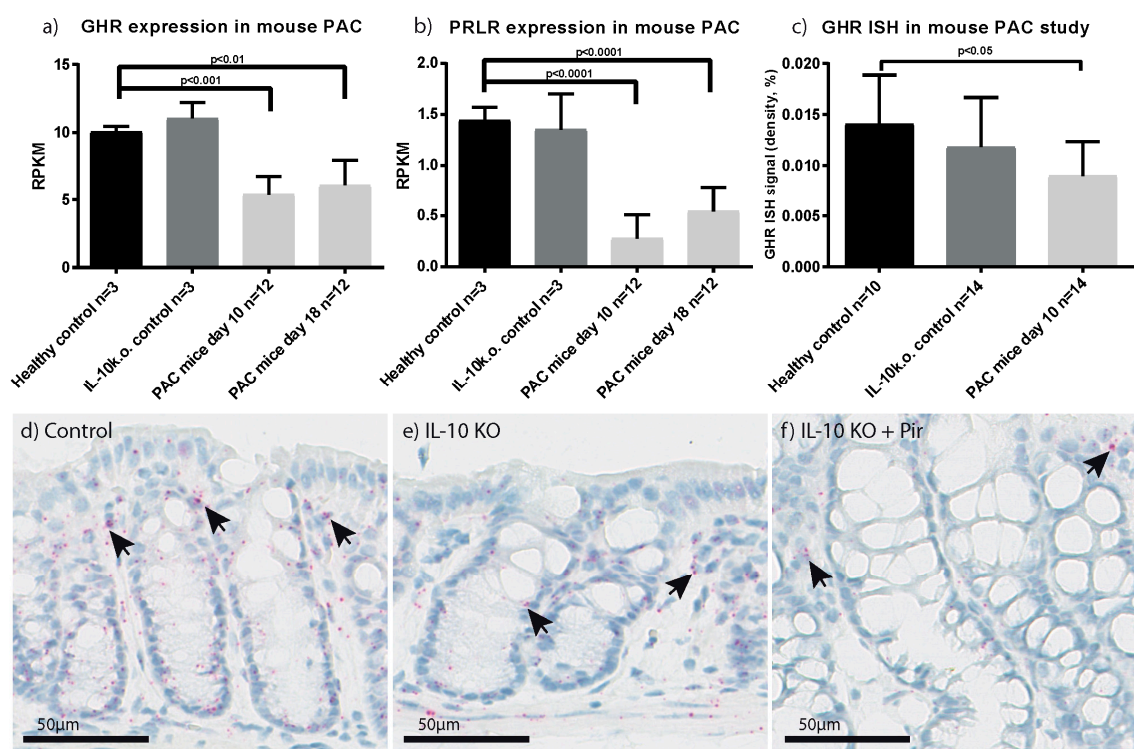 a) GHR expression in mouse PAC
p<0.01
p<0.001
15
10
5
0
RPKM
Healthy control n=3
IL-10k.o. control n=3
PAC mice day 10 n=12
PAC mice day 18 n=12
b) PRLR expression in mouse PAC
p<0.0001
p<0.0001
2.0
1.5
1.0
0.5
0.0
RPKM
Healthy control n=3
IL-10k.o. control n=3
PAC mice day 10 n=12
PAC mice day 18 n=12
c) GHR ISH in mouse PAC study
p<0.05
0.020
0.015
0.010
0.005
0.000
GHR ISH signal (density, %)
Healthy control n=10
IL-10k.o. control n=14
PAC mice day 10 n=14
d) Control
50µm
e) IL-10 KO
50µm
f) IL-10 KO + Pir
50µm